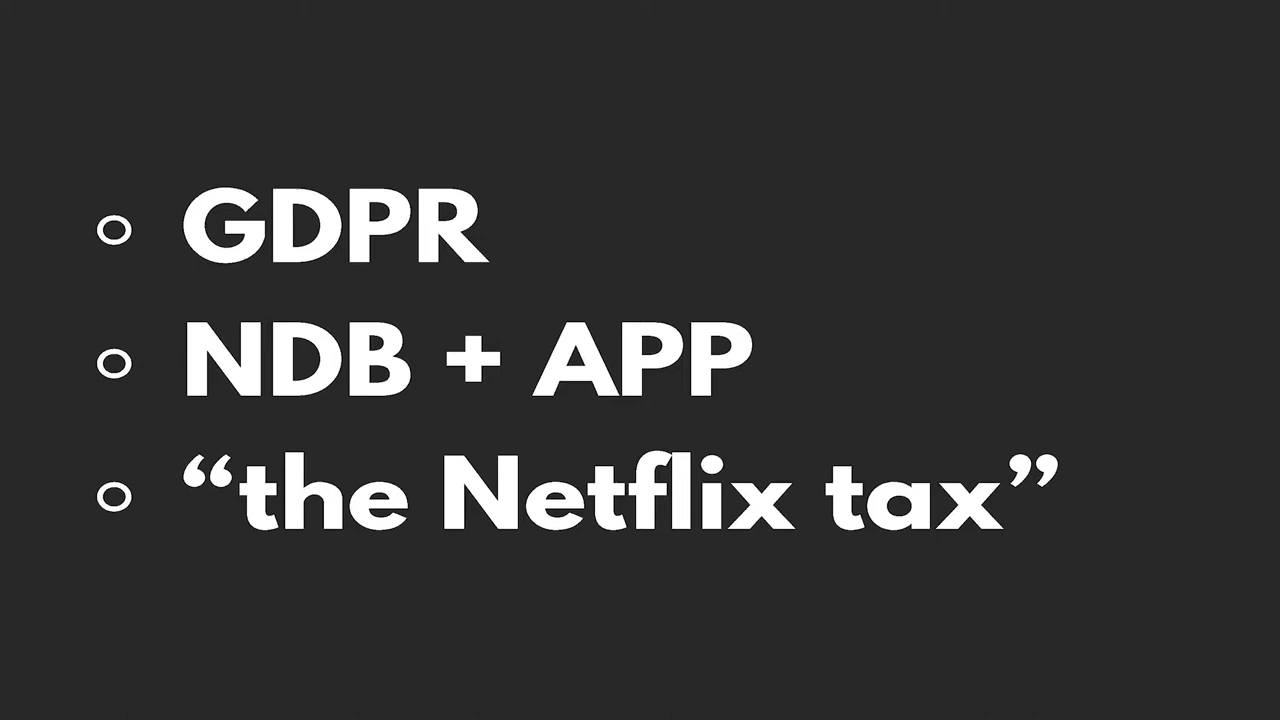 GDPR
NDB + APP
“the Netflix tax”